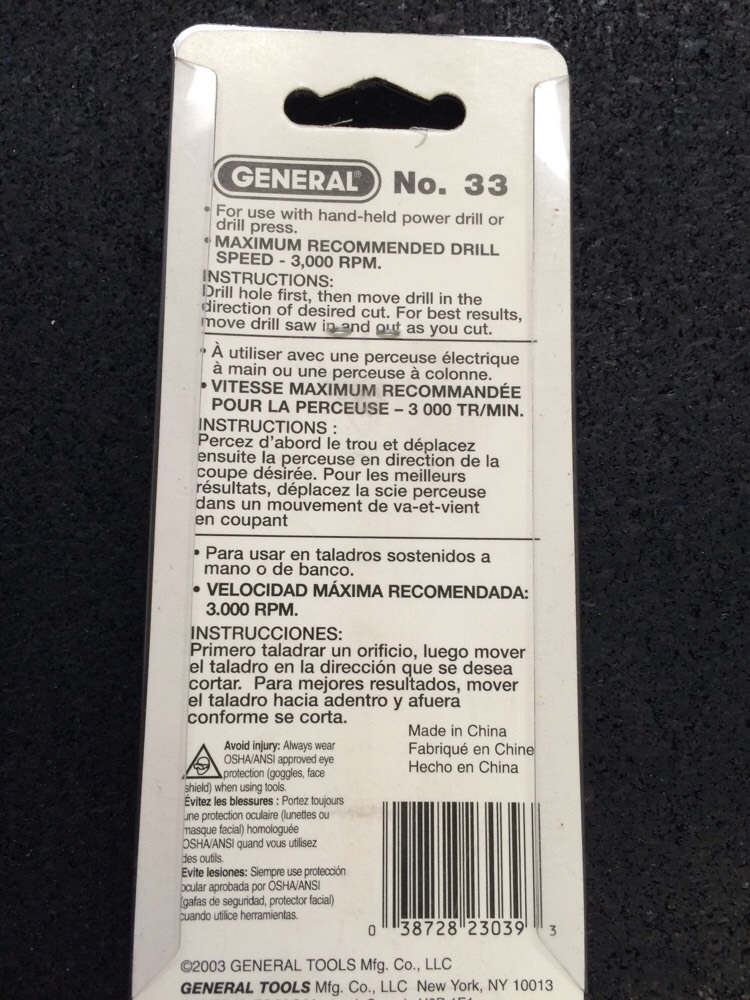 GENERAL® No. 33
• For use with hand-held power drill or
drill press.
• MAXIMUM RECOMMENDED DRILL
SPEED - 3,000 RPM.
INSTRUCTIONS:
Drill hole first, then move drill in the
direction of desired cut. For best results,
move drill saw in and out as you cut.
• À utiliser avec une perceuse électrique
à main ou une perceuse à colonne.
• VITESSE MAXIMUM RECOMMANDÉE
POUR LA PERCEUSE – 3 000 TR/MIN.
INSTRUCTIONS :
Percez d'abord le trou et déplacez
ensuite la perceuse en direction de la
coupe désirée. Pour les meilleurs
résultats, déplacez la scie perceuse
dans un mouvement de va-et-vient
en coupant
• Para usar en taladros sostenidos a
mano o de banco.
• VELOCIDAD MÁXIMA RECOMENDADA:
3.000 RPM.
INSTRUCCIONES:
Primero taladrar un orificio, luego mover
el taladro en la dirección que se desea
cortar. Para mejores resultados, mover
el taladro hacia adentro y afuera
conforme se corta.
Avoid injury: Always wear
OSHA/ANSI approved eye
protection (goggles, face
shield) when using tools.
Évitez les blessures : Portez toujours
une protection oculaire (lunettes ou
masque facial) homologuée
OSHA/ANSI quand vous utilisez
des outils.
Evite lesiones: Siempre use protección
ocular aprobada por OSHA/ANSI
(gafas de seguridad, protector facial)
cuando utilice herramientas.
Made in China
Fabriqué en Chine
Hecho en China
0 38728 23039 3
©2003 GENERAL TOOLS Mfg. Co., LLC
GENERAL TOOLS Mfg. Co., LLC New York, NY 10013